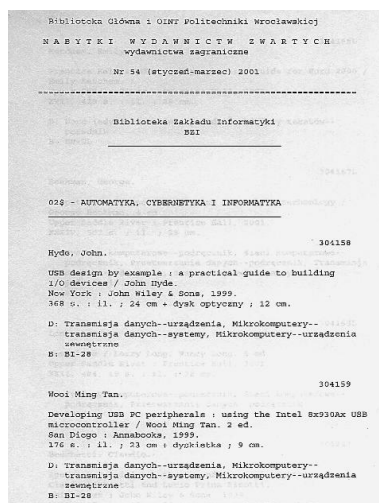 Biblioteka Główna i OINT Politechniki Wrocławskiej
N A B Y T K I   W Y D A W N I C T W   Z W A R T Y C H
wydawnictwa zagraniczne
Nr 54 (styczeń-marzec) 2001
Biblioteka Zakładu Informatyki
BZI
02$ - AUTOMATYKA, CYBERNETYKA I INFORMATYKA
304158
Hyde, John.
USB design by example : a practical guide to building
I/O devices / John Hyde.
New York : John Wiley & Sons, 1999.
368 s. : il. ; 24 cm + dysk optyczny ; 12 cm.
D: Transmisja danych--urządzenia, Mikrokomputery--
transmisja danych--systemy, Mikrokomputery--urządzenia
zewnętrzne
B: BI-28
304159
Wooi Ming Tan.
Developing USB PC peripherals : using the Intel 8x930Ax USB
microcontroller / Wooi Ming Tan. 2 ed.
San Diego : Annabooks, 1999.
176 s. : il. ; 23 cm + dyskietka ; 9 cm.
D: Transmisja danych--urządzenia, Mikrokomputery--
transmisja danych--systemy, Mikrokomputery--urządzenia
zewnętrzne
B: BI-28